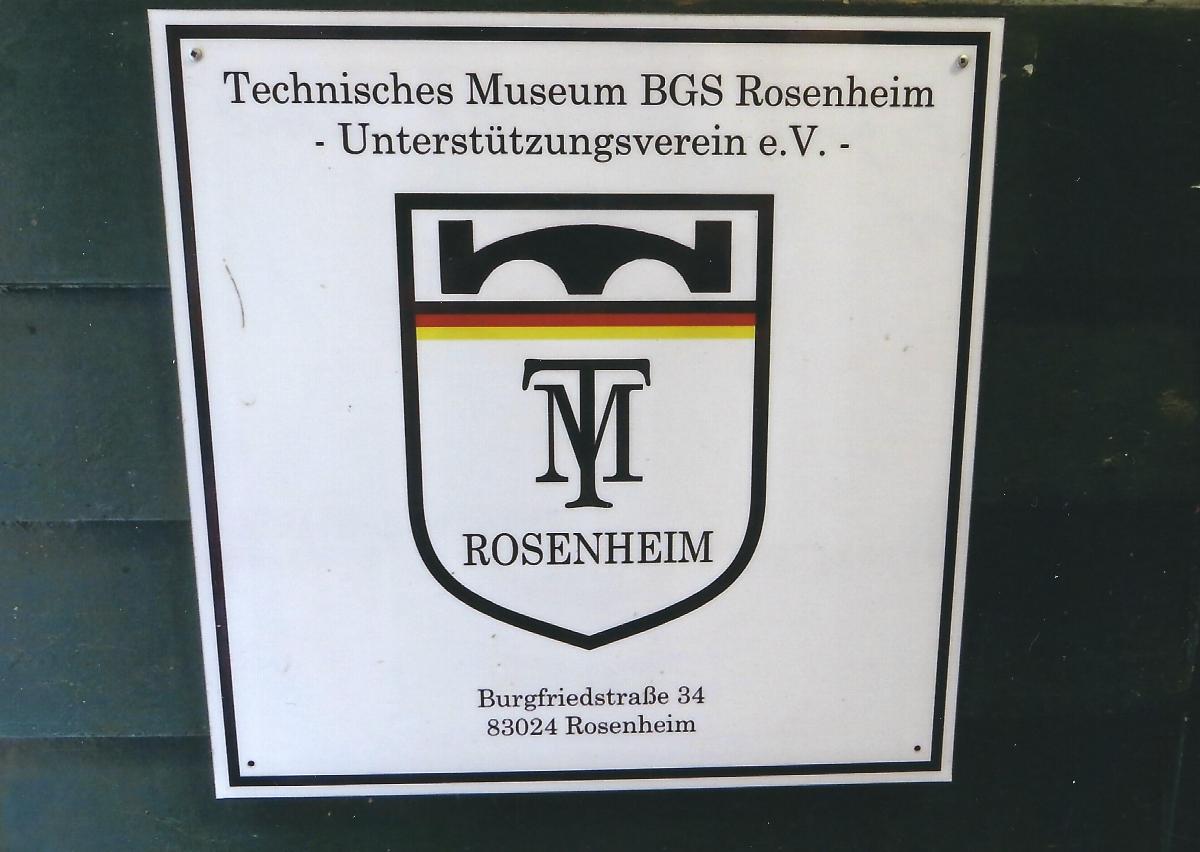 Technisches Museum BGS Rosenheim
- Unterstützungsverein e.V. -
TM
ROSENHEIM
Burgfriedstraße 34
83024 Rosenheim